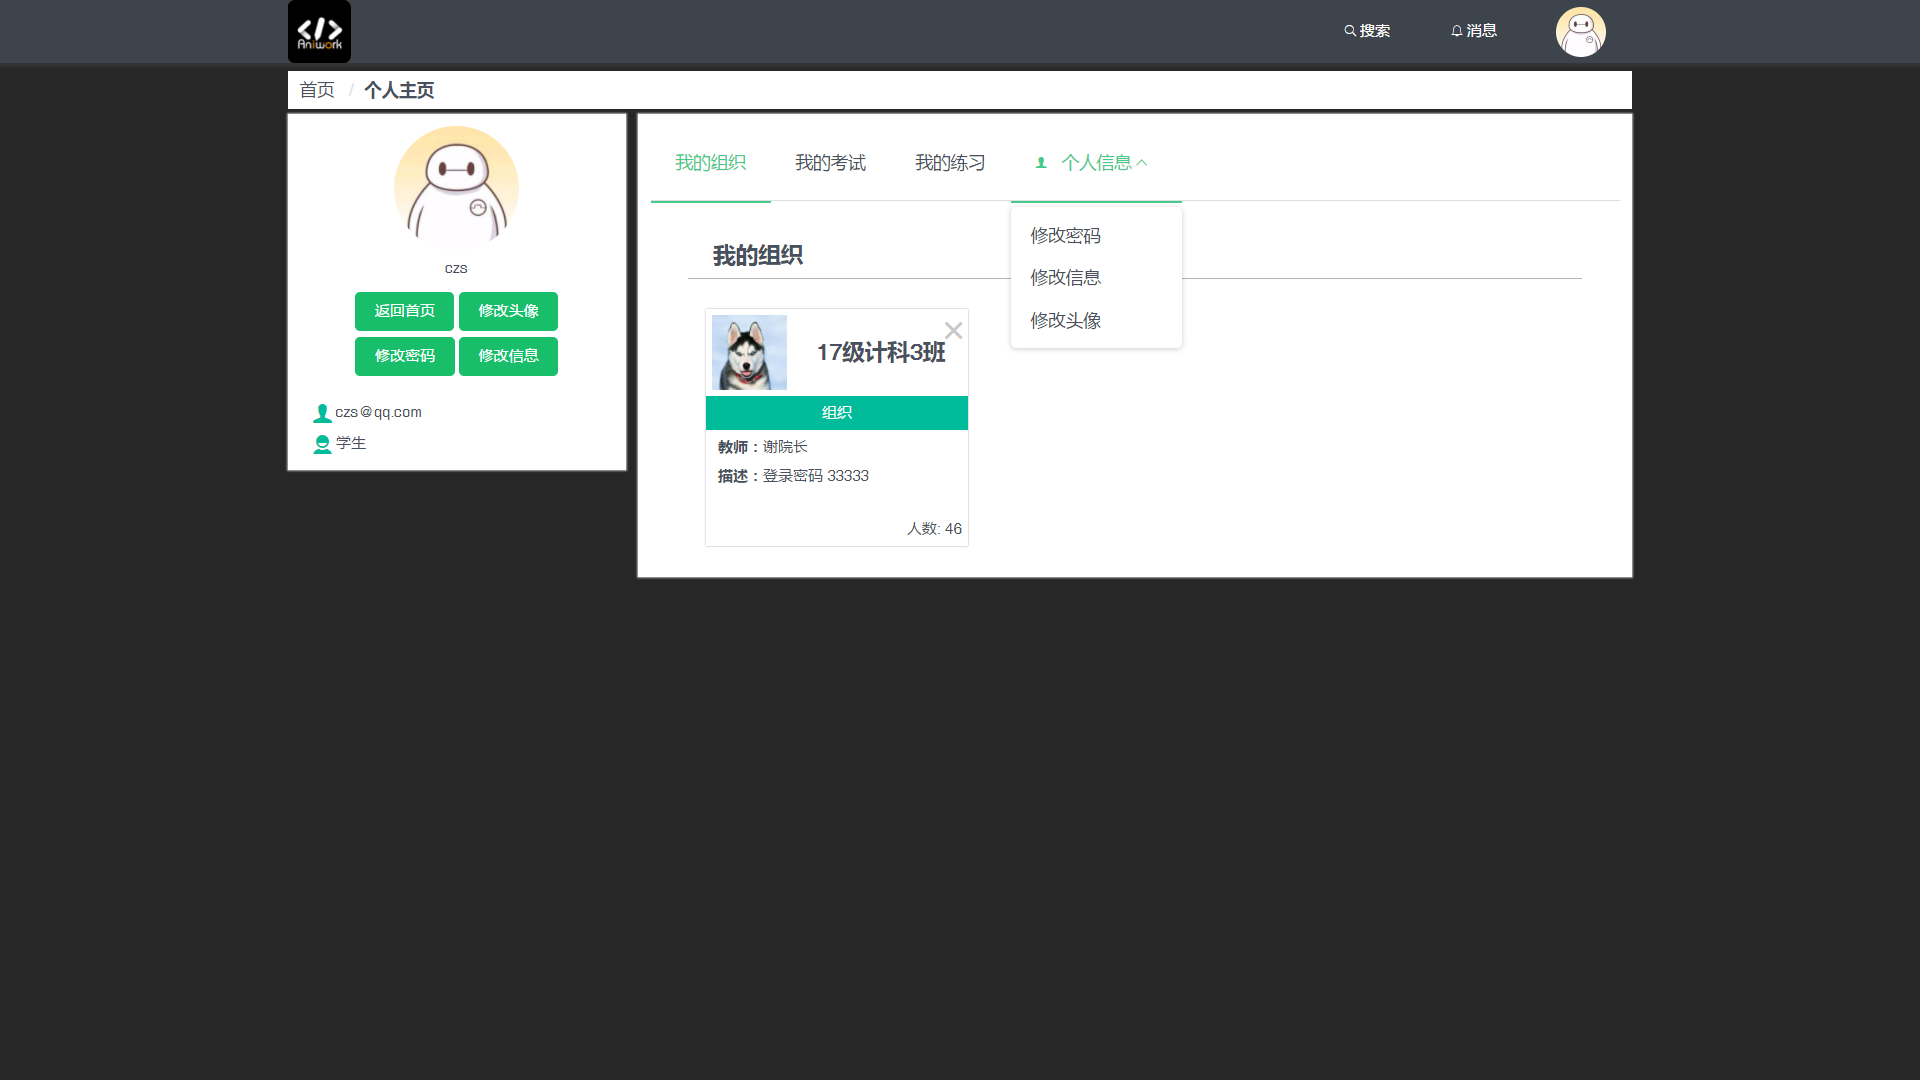 </>
Aniwork
搜索
消息
首页 / 个人主页
czs
返回首页 修改头像
修改密码 修改信息
czs@qq.com
学生
我的组织 我的考试 我的练习 个人信息
修改密码
修改信息
修改头像
我的组织
17级计科3班
组织
教师：谢院长
描述：登录密码 33333
人数: 46